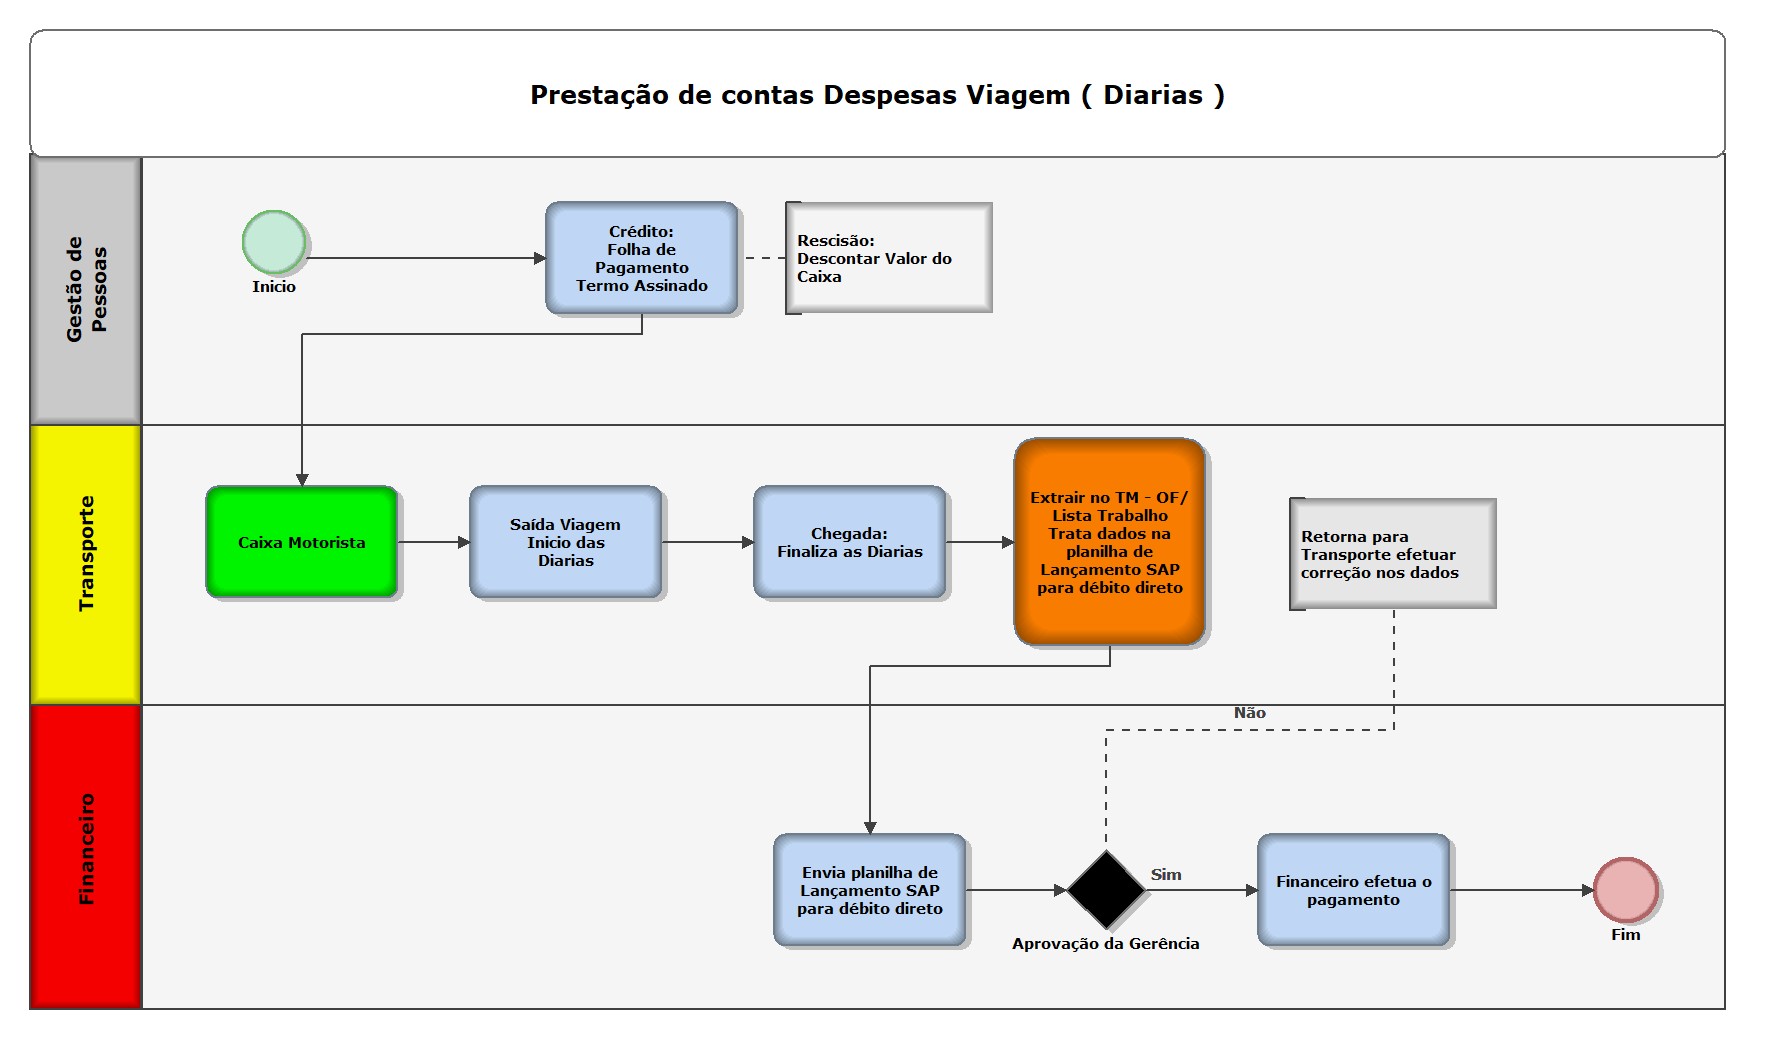 Prestação de contas Despesas Viagem ( Diarias )
Gestão de
Pessoas
Inicio
Crédito:
Folha de
Pagamento
Termo Assinado
Rescisão:
Descontar Valor do
Caixa
Transporte
Caixa Motorista
Saída Viagem
Inicio das
Diarias
Chegada:
Finaliza as Diarias
Extrair no TM - OF/
Lista Trabalho
Trata dados na
planilha de
Lançamento SAP
para débito direto
Retorna para
Transporte efetuar
correção nos dados
Financeiro
Envia planilha de
Lançamento SAP
para débito direto
Não
Sim
Aprovação da Gerência
Financeiro efetua o
pagamento
Fim